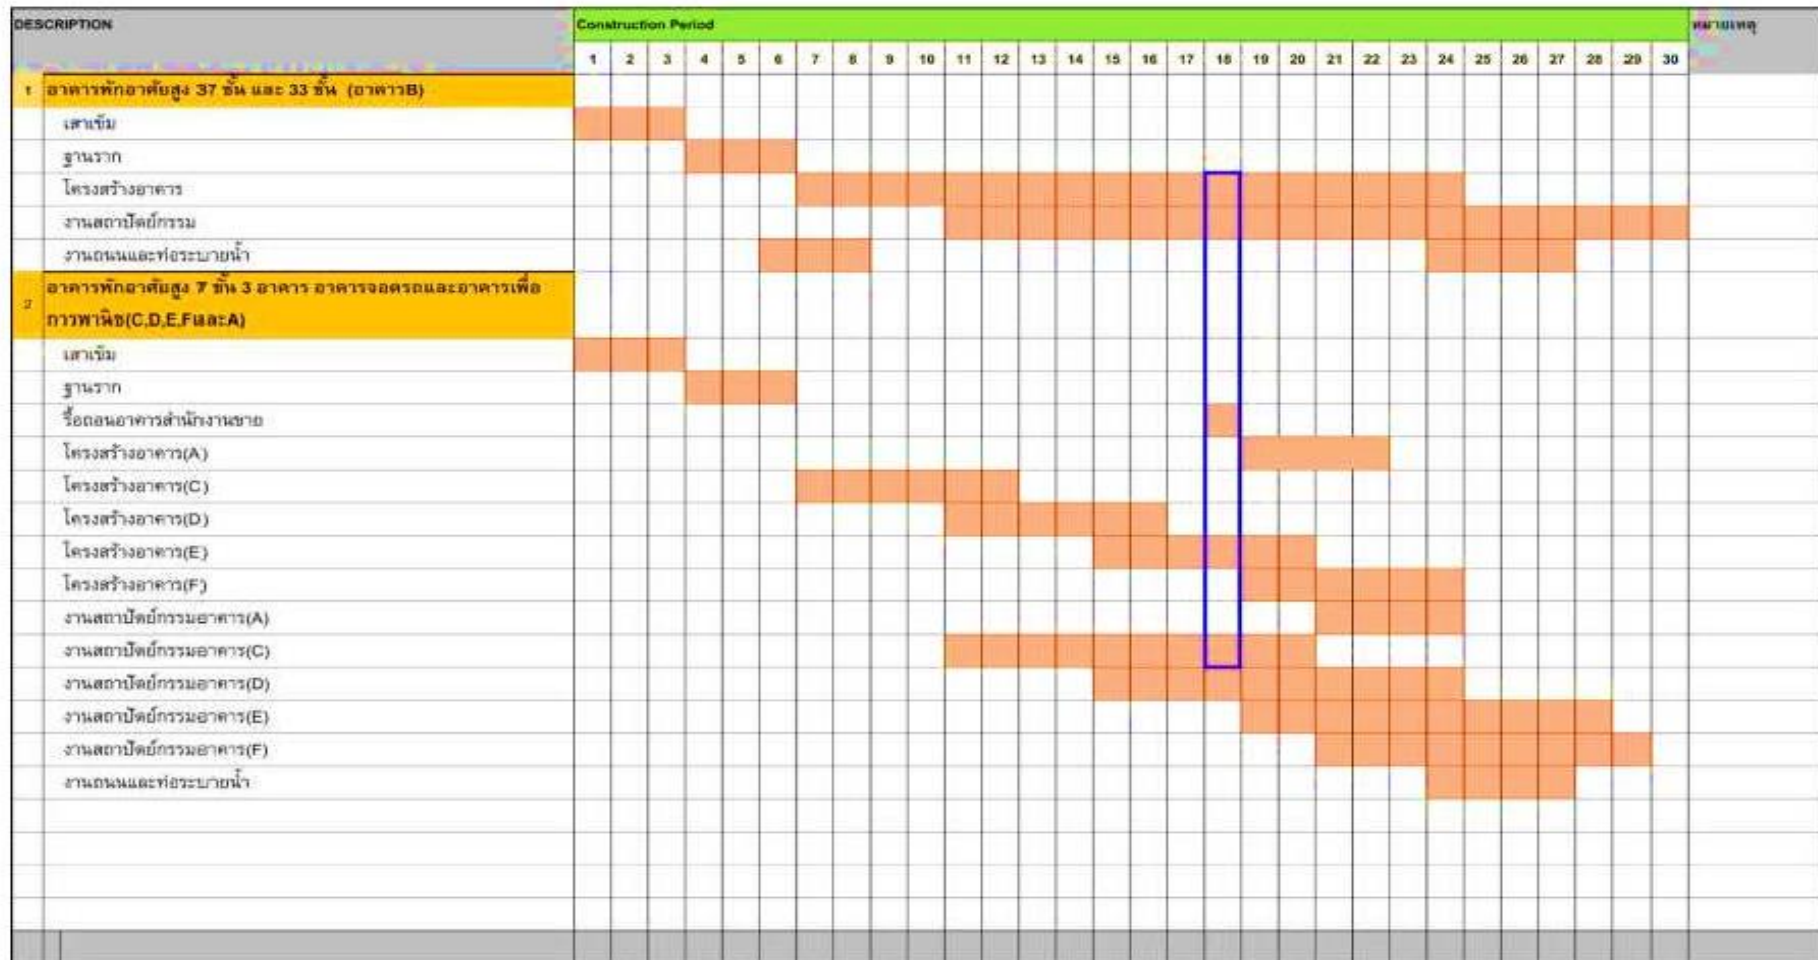 DESCRIPTION Construction Period หมายเหตุ
1 2 3 4 5 6 7 8 9 10 11 12 13 14 15 16 17 18 19 20 21 22 23 24 25 26 27 28 29 30
1 อาคารพักอาศัยสูง 37 ชั้น และ 33 ชั้น (อาคารB)
เสาเข็ม
ฐานราก
โครงสร้างอาคาร
งานสถาปัตย์กรรม
งานถนนและท่อระบายน้ำ
2 อาคารพักอาศัยสูง 7 ชั้น 3 อาคาร อาคารจอดรถและอาคารเพื่อ
การพานิช(C,D,E,FและA)
เสาเข็ม
ฐานราก
รื้อถอนอาคารสำนักงานขาย
โครงสร้างอาคาร(A)
โครงสร้างอาคาร(C)
โครงสร้างอาคาร(D)
โครงสร้างอาคาร(E)
โครงสร้างอาคาร(F)
งานสถาปัตย์กรรมอาคาร(A)
งานสถาปัตย์กรรมอาคาร(C)
งานสถาปัตย์กรรมอาคาร(D)
งานสถาปัตย์กรรมอาคาร(E)
งานสถาปัตย์กรรมอาคาร(F)
งานถนนและท่อระบายน้ำ